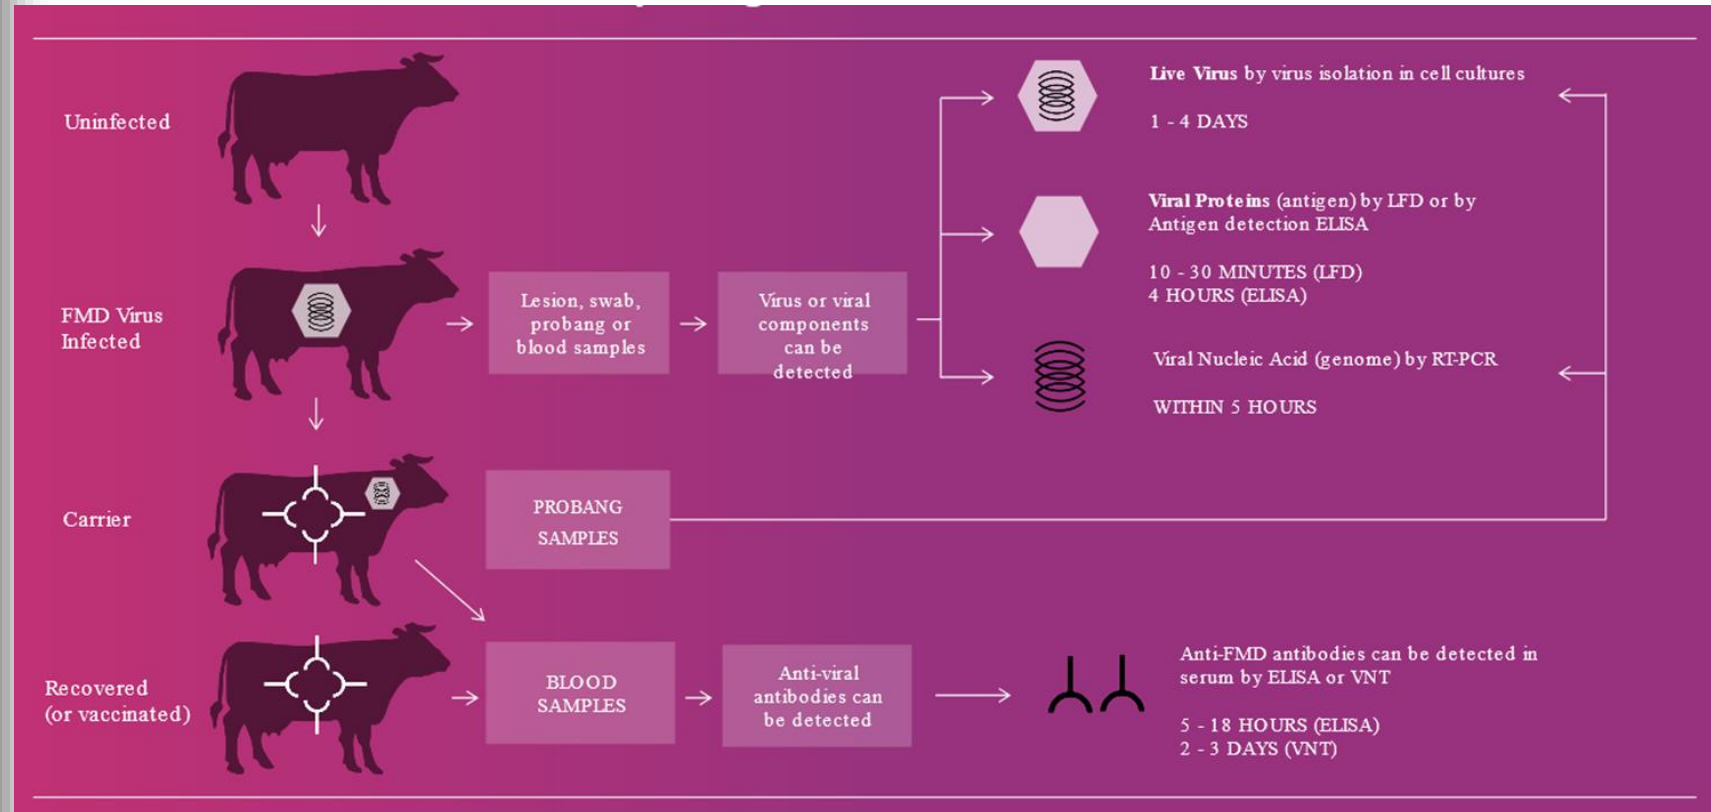 Uninfected
FMD Virus
Infected
Carrier
Recovered
(or vaccinated)
Lesion, swab,
probang or
blood samples
Virus or viral
components
can be
detected
PROBANG
SAMPLES
BLOOD
SAMPLES
Anti-viral
antibodies can
be detected
Live Virus by virus isolation in cell cultures
1 - 4 DAYS
Viral Proteins (antigen) by LFD or by
Antigen detection ELISA
10 - 30 MINUTES (LFD)
4 HOURS (ELISA)
Viral Nucleic Acid (genome) by RT-PCR
WITHIN 5 HOURS
Anti-FMD antibodies can be detected in
serum by ELISA or VNT
5 - 18 HOURS (ELISA)
2 - 3 DAYS (VNT)